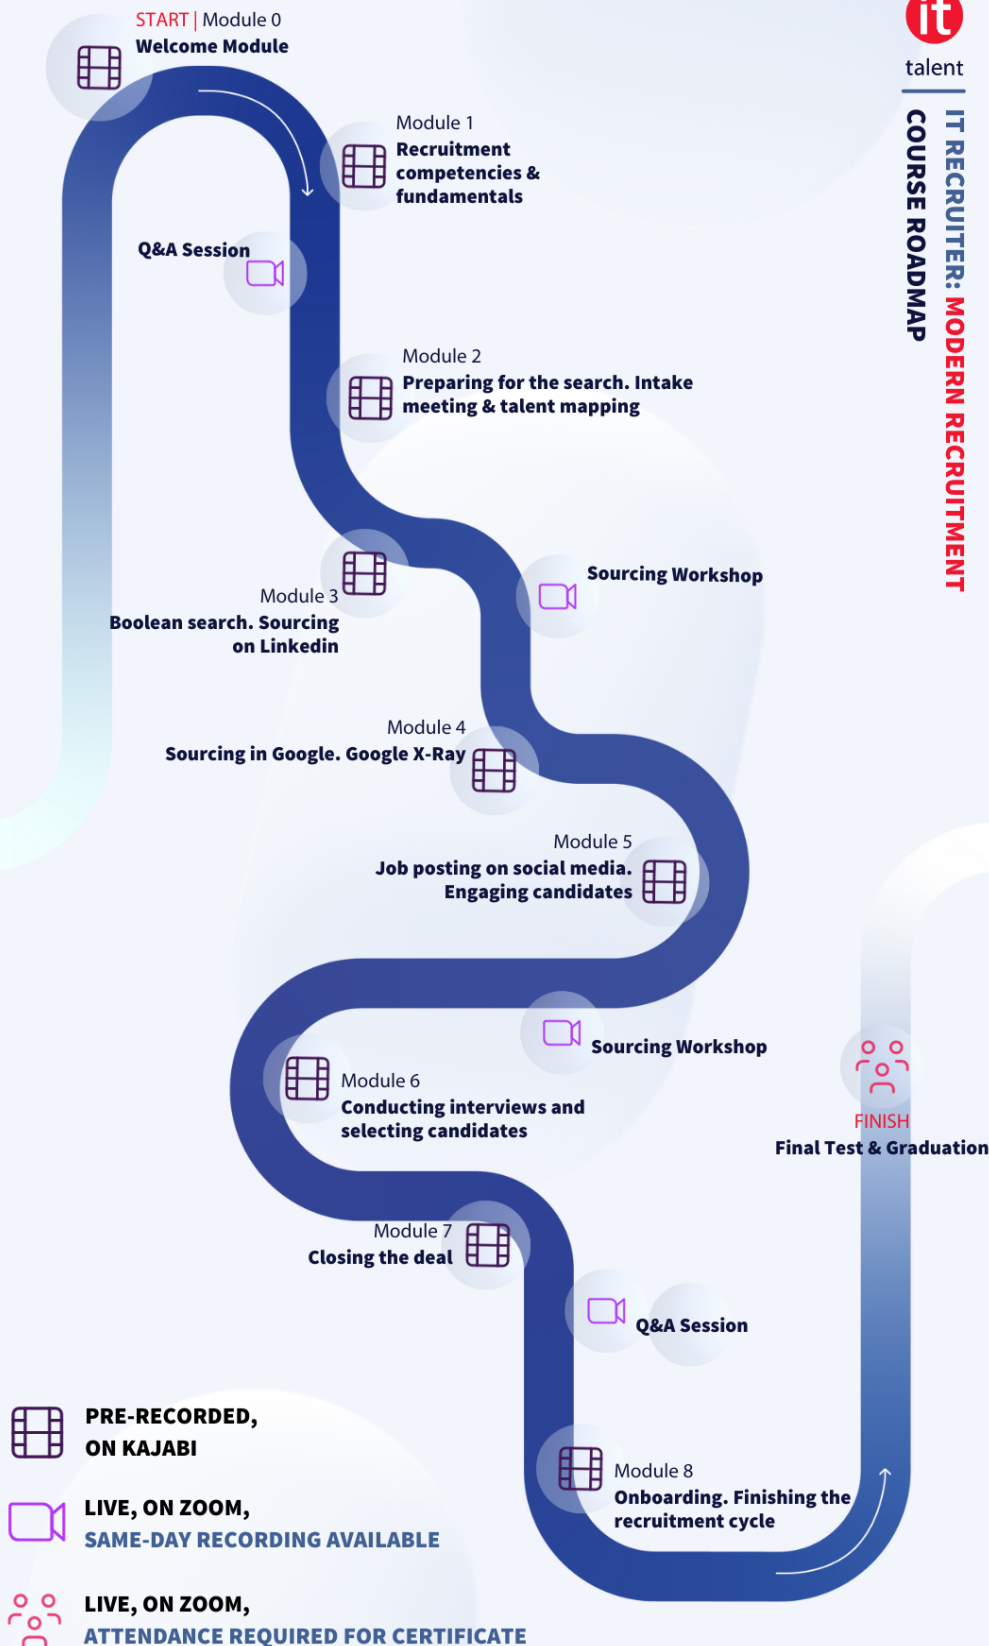 START | Module 0
Welcome Module
it
talent
IT RECRUITER: MODERN RECRUITMENT
COURSE ROADMAP
Module 1
Recruitment
competencies &
fundamentals
Q&A Session
Module 2
Preparing for the search. Intake
meeting & talent mapping
Module 3
Boolean search. Sourcing
on Linkedin
Sourcing Workshop
Module 4
Sourcing in Google. Google X-Ray
Module 5
Job posting on social media.
Engaging candidates
Sourcing Workshop
Module 6
Conducting interviews and
selecting candidates
Module 7
Closing the deal
Q&A Session
Module 8
Onboarding. Finishing the
recruitment cycle
FINISH
Final Test & Graduation
PRE-RECORDED,
ON KAJABI
LIVE, ON ZOOM,
SAME-DAY RECORDING AVAILABLE
LIVE, ON ZOOM,
ATTENDANCE REQUIRED FOR CERTIFICATE